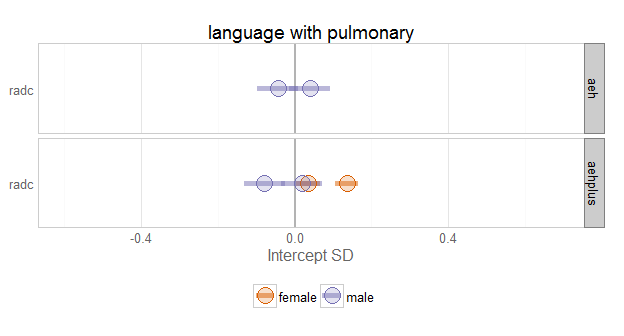 language with pulmonary
radc
aeh
radc
aehplus
-0.4 0.0 0.4
Intercept SD
female male